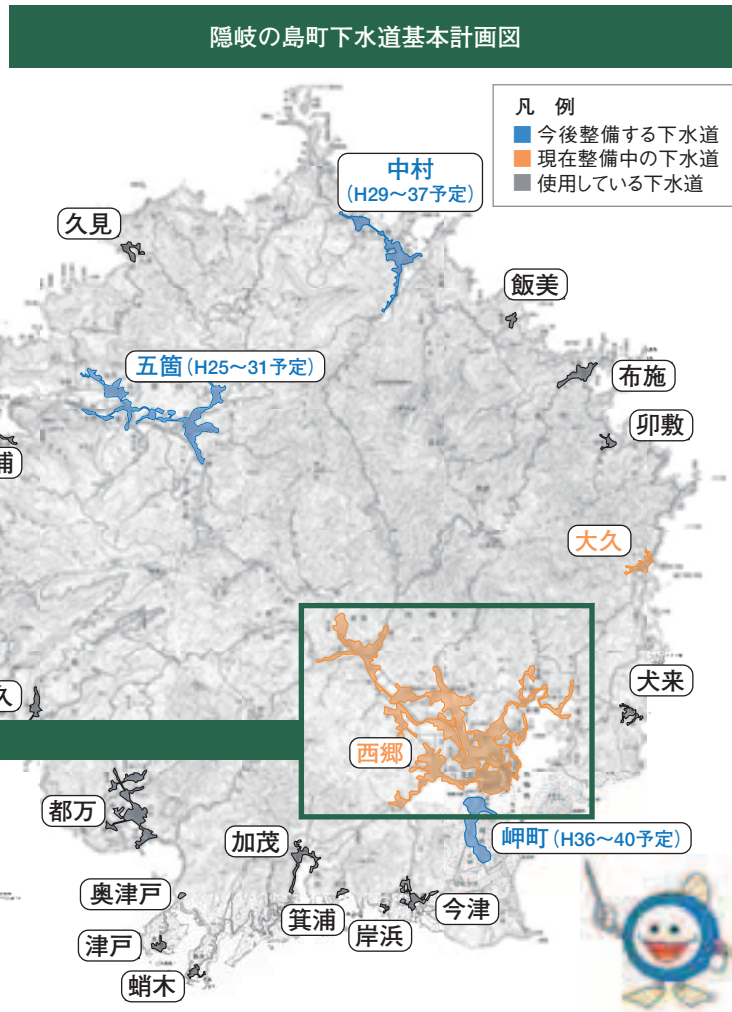 隠岐の島町下水道基本計画図
凡 例
今後整備する下水道
現在整備中の下水道
使用している下水道
中村
(H29～37予定)
久見
飯美
五箇(H25～31予定)
布施
卯敷
浦
大久
犬来
久
西郷
都万
加茂
岬町(H36～40予定)
奥津戸
箕浦
岸浜
今津
津戸
蛸木